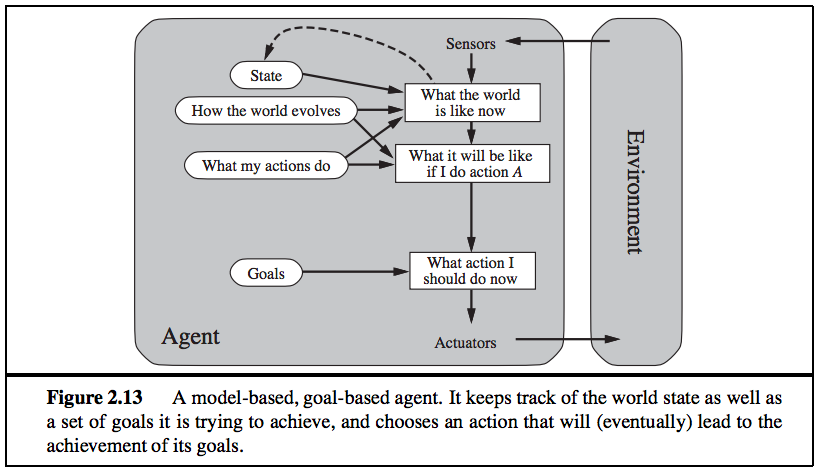 Sensors
State
What the world
is like now
How the world evolves
What my actions do
What it will be like
if I do action A
Goals
What action I
should do now
Agent
Actuators
Environment
Figure 2.13 A model-based, goal-based agent. It keeps track of the world state as well as
a set of goals it is trying to achieve, and chooses an action that will (eventually) lead to the
achievement of its goals.